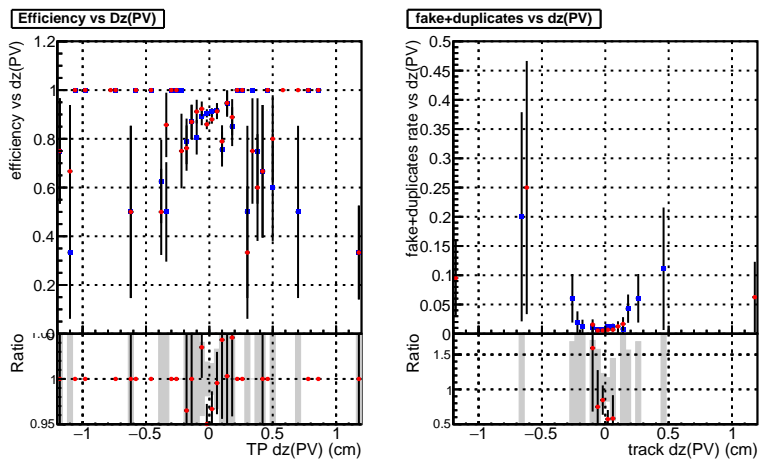 Efficiency vs Dz(PV)
efficiency vs dz(PV)
1.2
1
0.8
0.6
0.4
0.2
0
Ratio
1
0.95
−1 −0.5 0 0.5 1
TP dz(PV) (cm)
fake+duplicates vs dz(PV)
fake+duplicates rate vs dz(PV)
0.5
0.45
0.4
0.35
0.3
0.25
0.2
0.15
0.1
0.05
0
Ratio
1.5
1
0.5
−1 −0.5 0 0.5 1
track dz(PV) (cm)